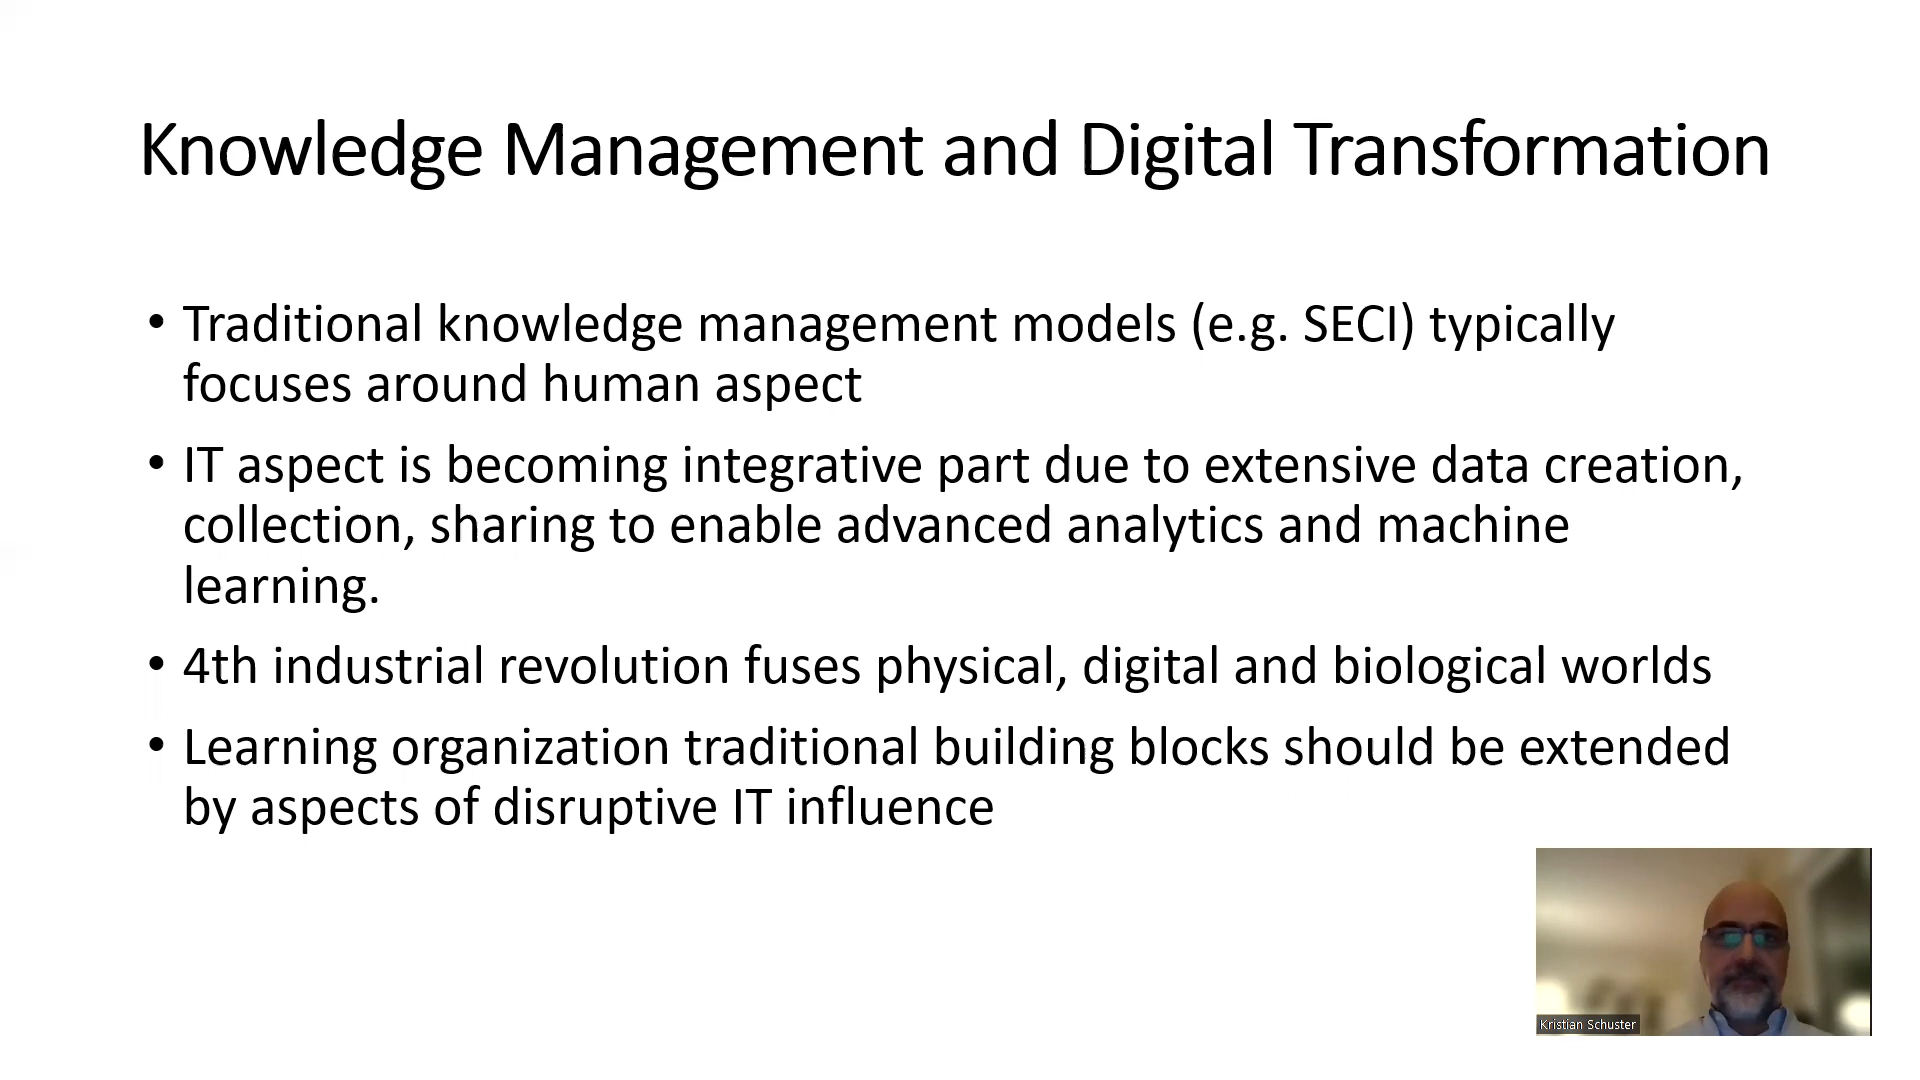 Knowledge Management and Digital Transformation
• Traditional knowledge management models (e.g. SECI) typically
focuses around human aspect
• IT aspect is becoming integrative part due to extensive data creation,
collection, sharing to enable advanced analytics and machine
learning.
• 4th industrial revolution fuses physical, digital and biological worlds
• Learning organization traditional building blocks should be extended
by aspects of disruptive IT influence
Kristian Schuster